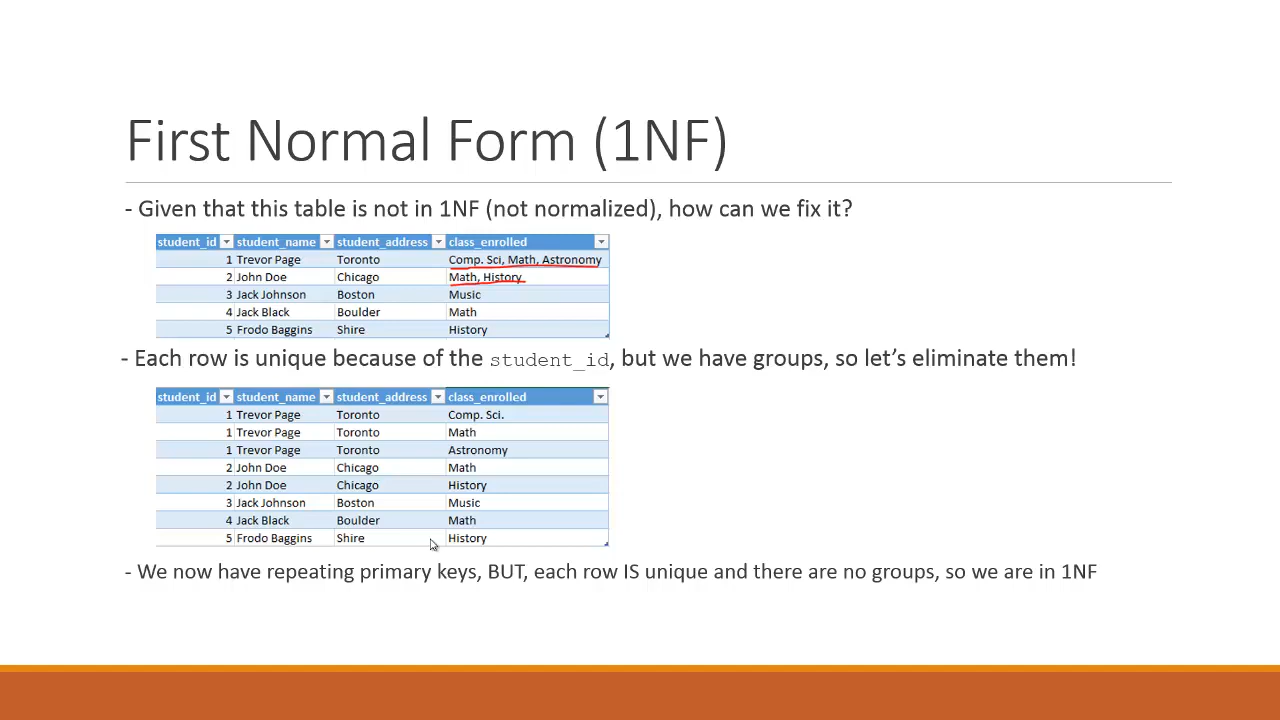 First Normal Form (1NF)
- Given that this table is not in 1NF (not normalized), how can we fix it?
student_id student_name student_address class_enrolled
1 Trevor Page Toronto Comp. Sci, Math, Astronomy
2 John Doe Chicago Math, History
3 Jack Johnson Boston Music
4 Jack Black Boulder Math
5 Frodo Baggins Shire History
- Each row is unique because of the student_id, but we have groups, so let's eliminate them!
student_id student_name student_address class_enrolled
1 Trevor Page Toronto Comp. Sci.
1 Trevor Page Toronto Math
1 Trevor Page Toronto Astronomy
2 John Doe Chicago Math
2 John Doe Chicago History
3 Jack Johnson Boston Music
4 Jack Black Boulder Math
5 Frodo Baggins Shire History
- We now have repeating primary keys, BUT, each row IS unique and there are no groups, so we are in 1NF